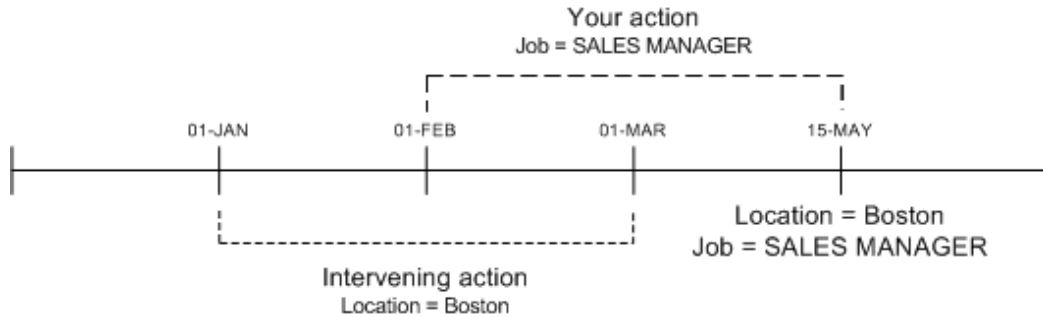 Your action
Job = SALES MANAGER
01-JAN
01-FEB
01-MAR
15-MAY
Location = Boston
Job = SALES MANAGER
Intervening action
Location = Boston